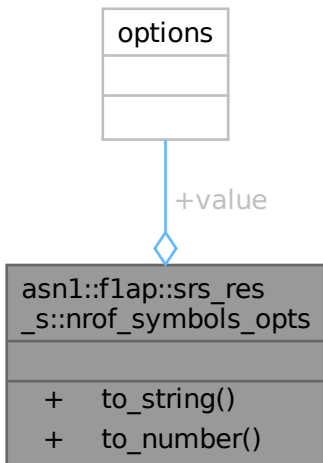 options
+value
asn1::f1ap::srs_res
_s::nrof_symbols_opts
+ to_string()
+ to_number()